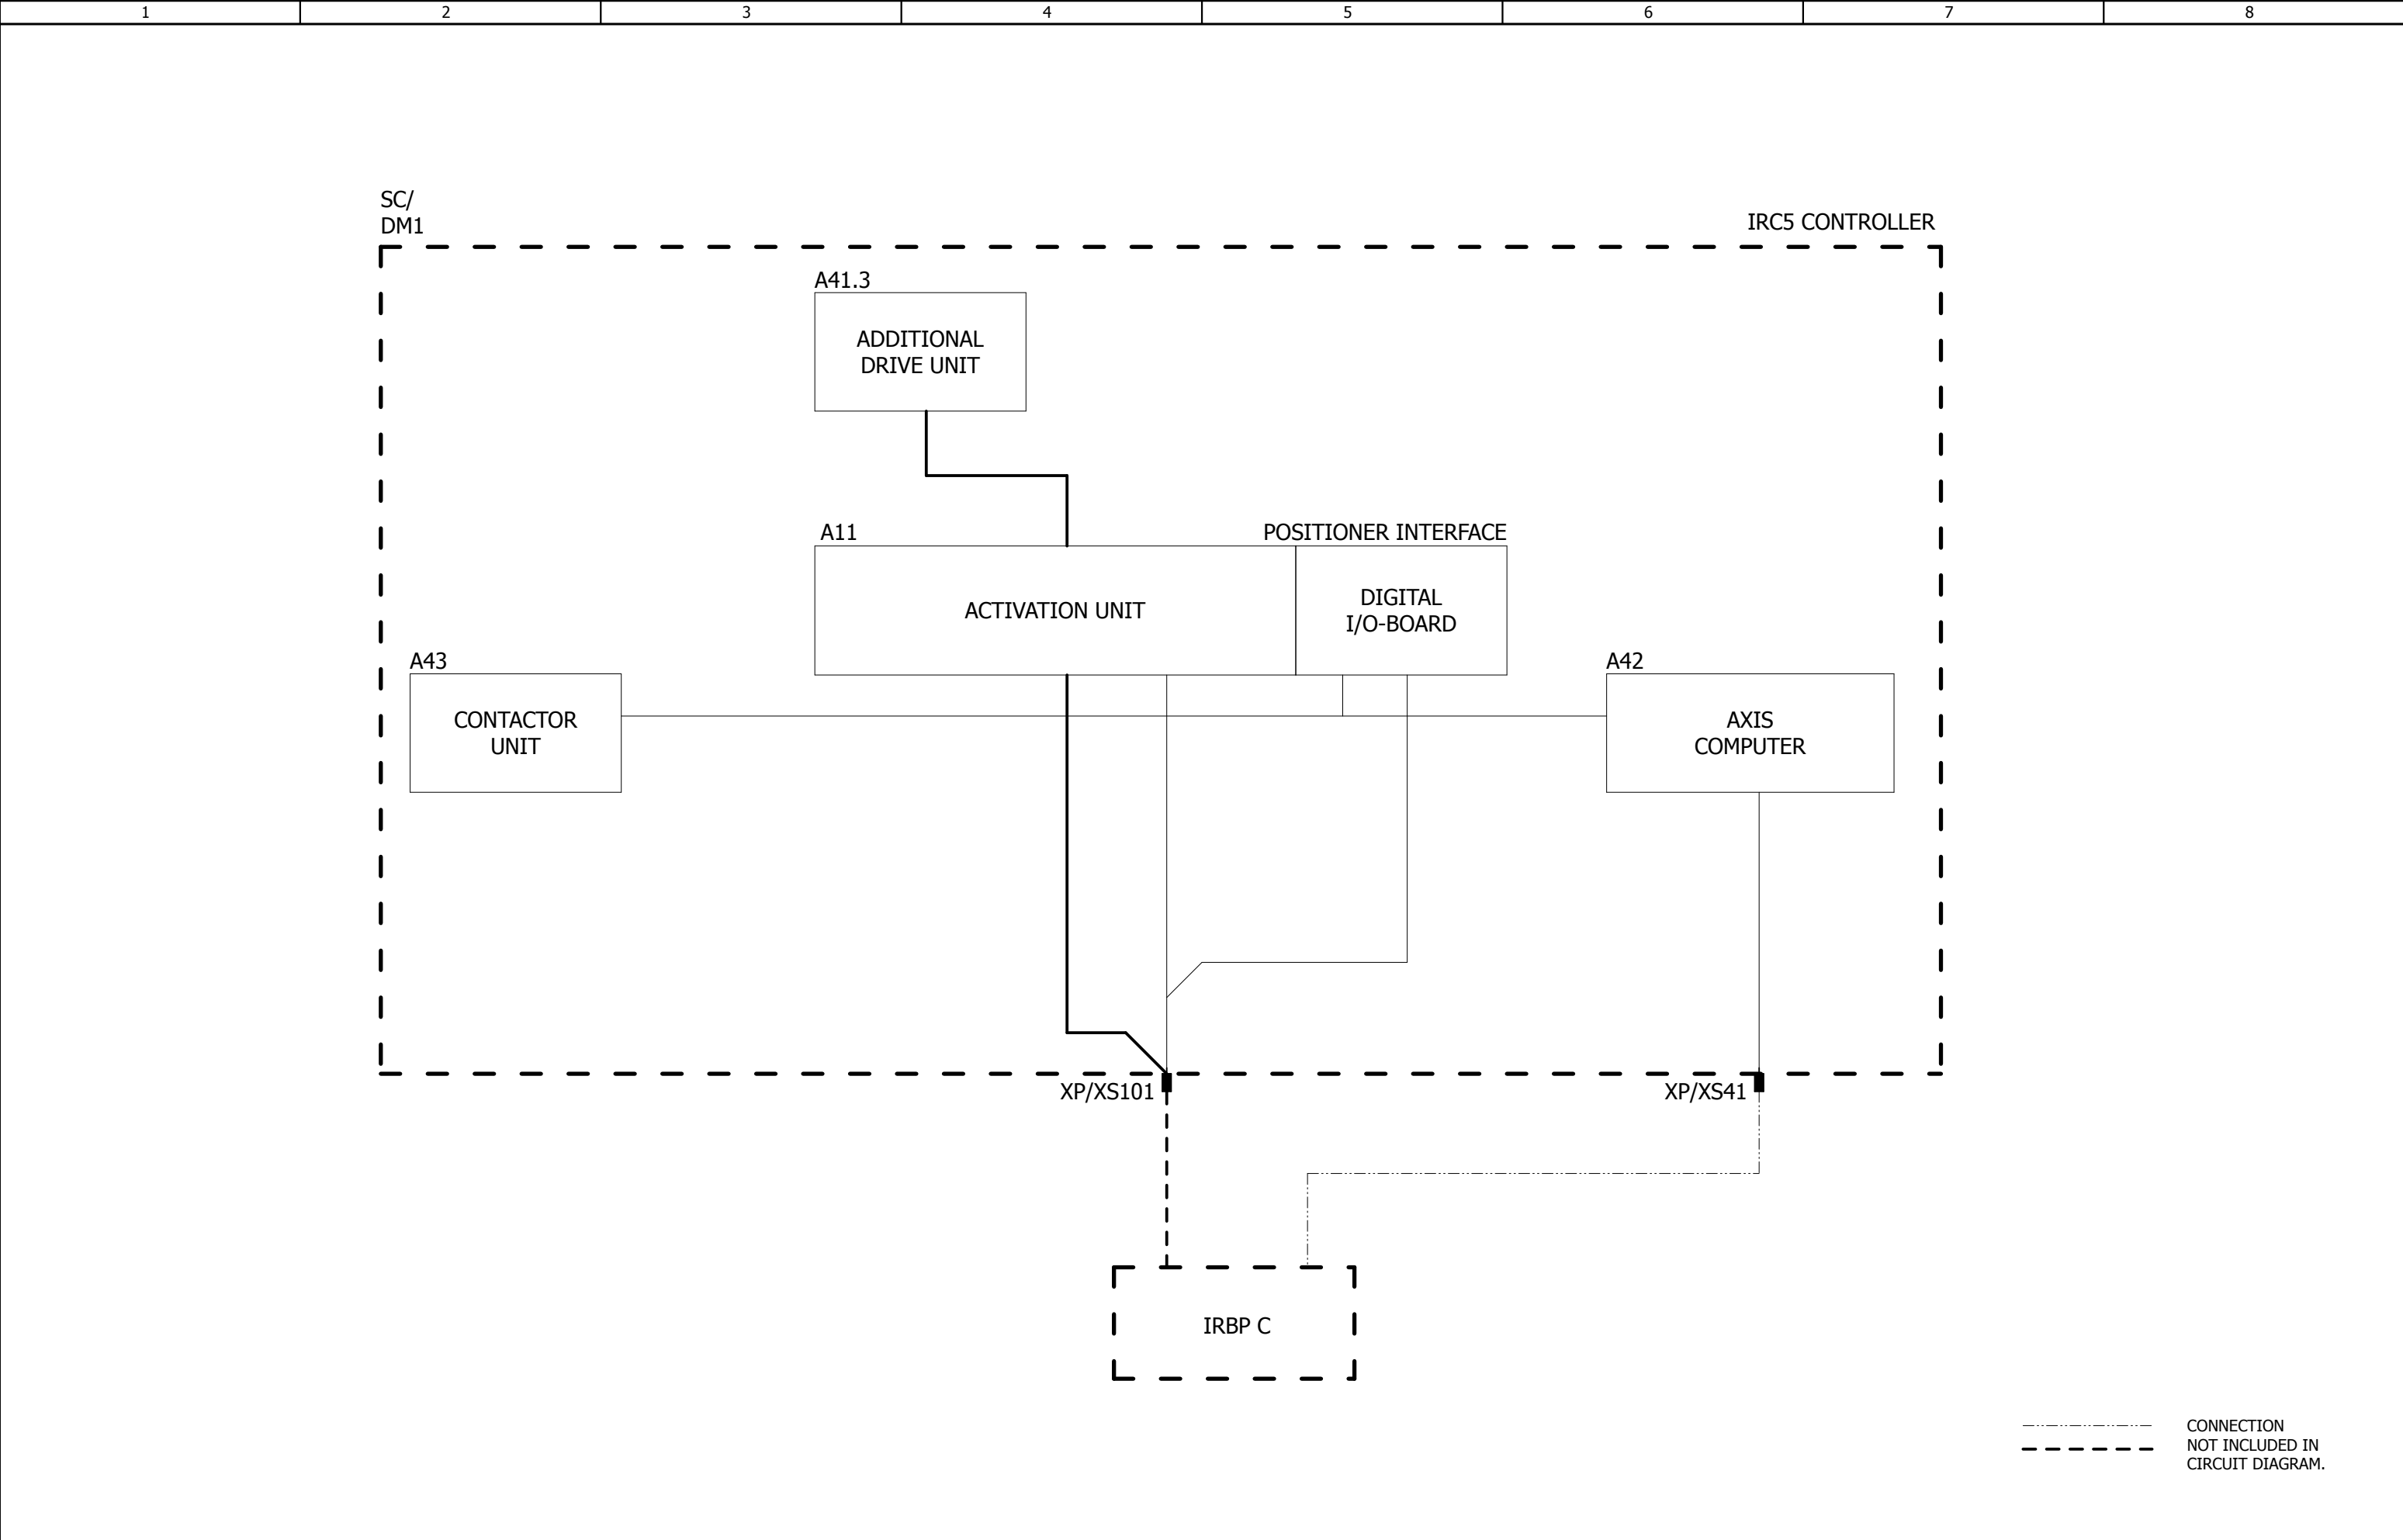 1 2 3 4 5 6 7 8
SC/
DM1
IRC5 CONTROLLER
A41.3
ADDITIONAL
DRIVE UNIT
A11
POSITIONER INTERFACE
ACTIVATION UNIT
DIGITAL
I/O-BOARD
A43
CONTACTOR
UNIT
A42
AXIS
COMPUTER
XP/XS101
XP/XS41
IRBP C
CONNECTION
NOT INCLUDED IN
CIRCUIT DIAGRAM.